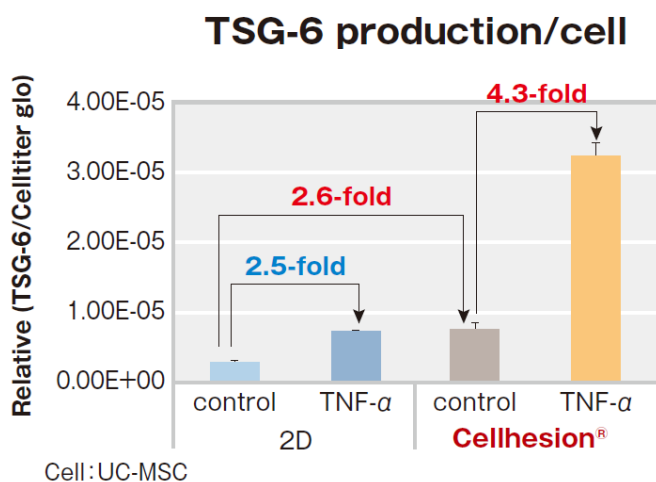 TSG-6 production/cell
Relative (TSG-6/Celltiter glo)
4.00E-05
3.00E-05
2.00E-05
1.00E-05
0.00E+00
4.3-fold
2.6-fold
2.5-fold
control TNF-α control TNF-α
2D Cellhesion®
Cell:UC-MSC